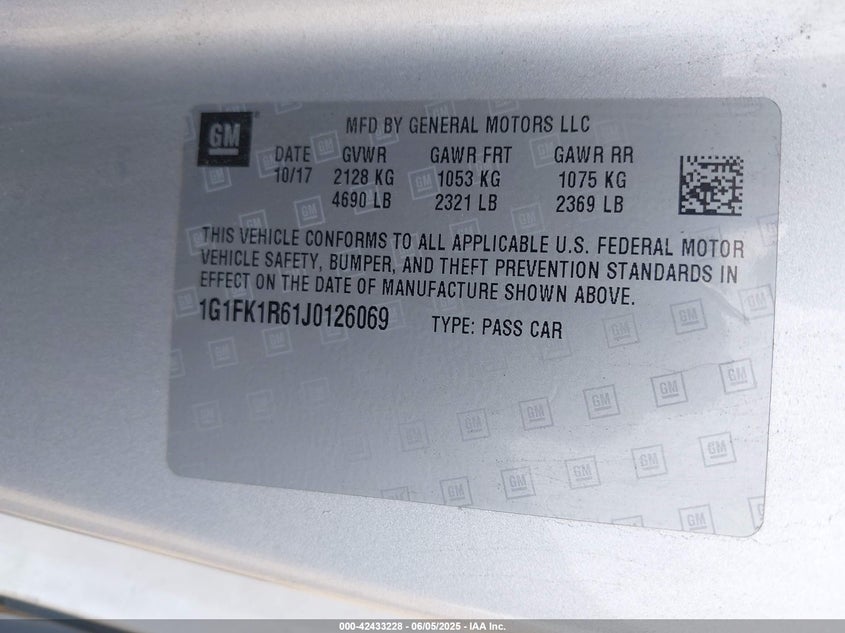 GM
MFD BY GENERAL MOTORS LLC
DATE GVWR GAWR FRT GAWR RR
10/17 2128 KG 1053 KG 1075 KG
4690 LB 2321 LB 2369 LB
THIS VEHICLE CONFORMS TO ALL APPLICABLE U.S. FEDERAL MOTOR
VEHICLE SAFETY, BUMPER, AND THEFT PREVENTION STANDARDS IN
EFFECT ON THE DATE OF MANUFACTURE SHOWN ABOVE.
1G1FK1R61J0126069 TYPE: PASS CAR
000-42433228 - 06/05/2025 - IAA Inc.